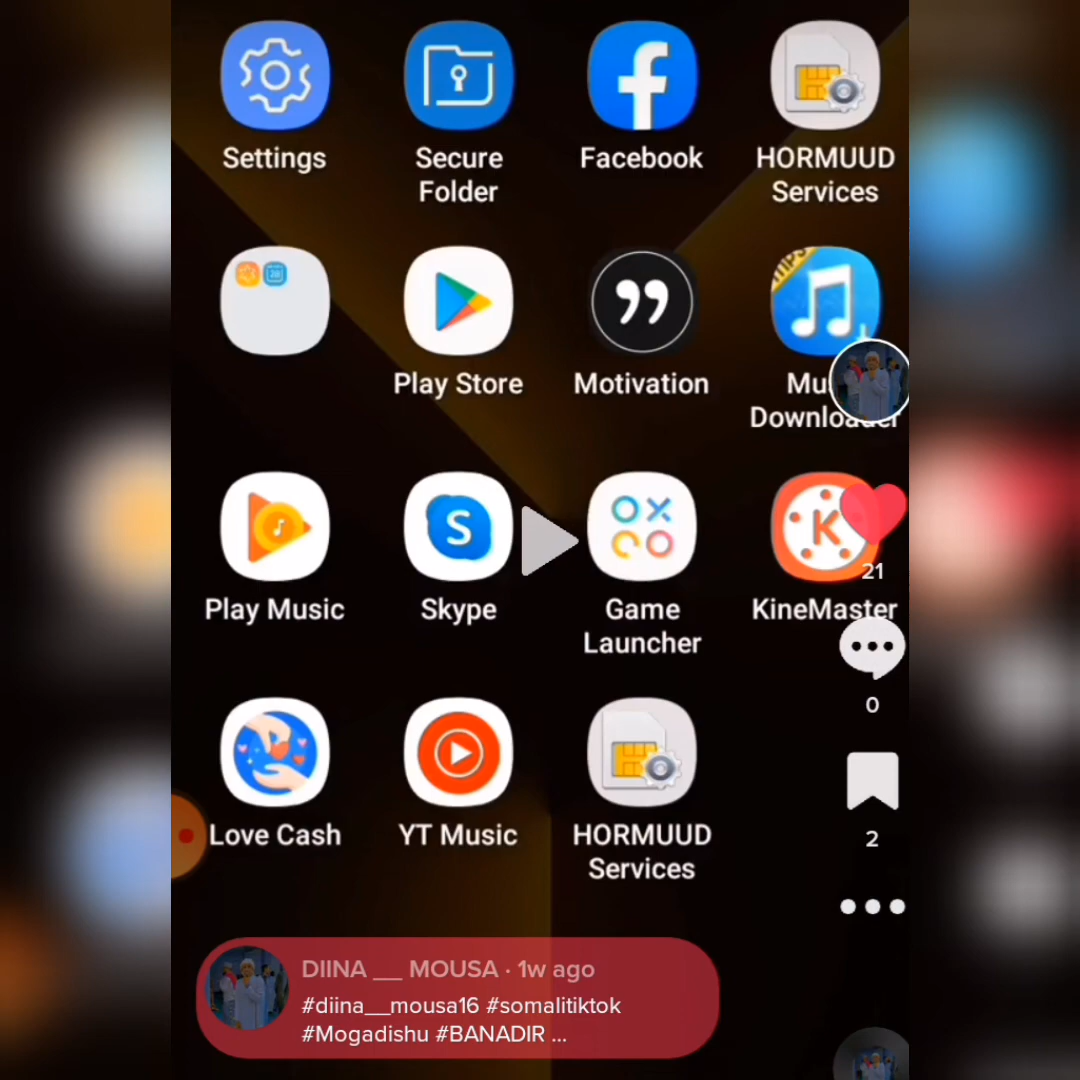 Settings
Secure
Folder
Facebook
HORMUUD
Services
Play Store
Motivation
Downloader
Play Music
Skype
Game
Launcher
KineMaster
21
0
Love Cash
YT Music
HORMUUD
Services
2
DIINA __ MOUSA · 1w ago
#diina__mousa16 #somalitiktok
#Mogadishu #BANADIR ...